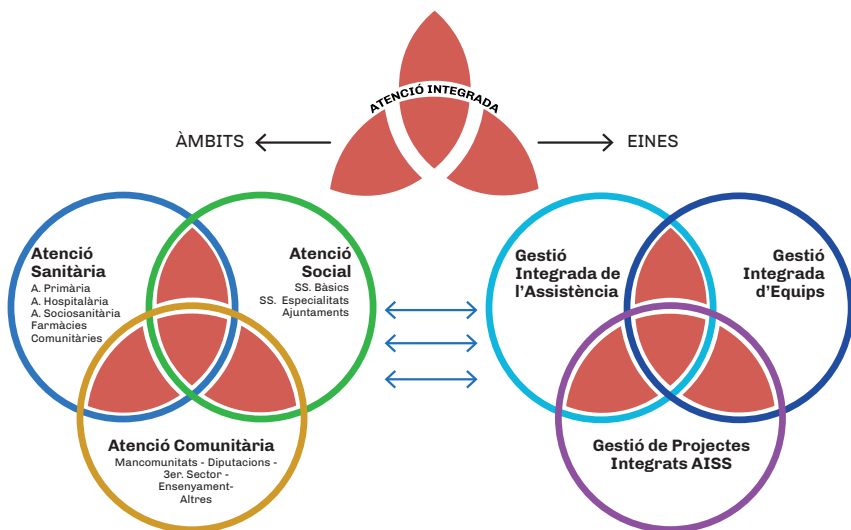 ATENCIÓ INTEGRADA
ÀMBITS
EINES
Atenció
Sanitària
A. Primària
A. Hospitalària
A. Sociosanitària
Farmàcies
Comunitàries
Atenció
Social
SS. Bàsics
SS. Especialitats
Ajuntaments
Atenció Comunitària
Mancomunitats - Diputacions -
3er. Sector -
Ensenyament-
Altres
Gestió
Integrada de
l’Assistència
Gestió
Integrada
d’Equips
Gestió de Projectes
Integrats AISS